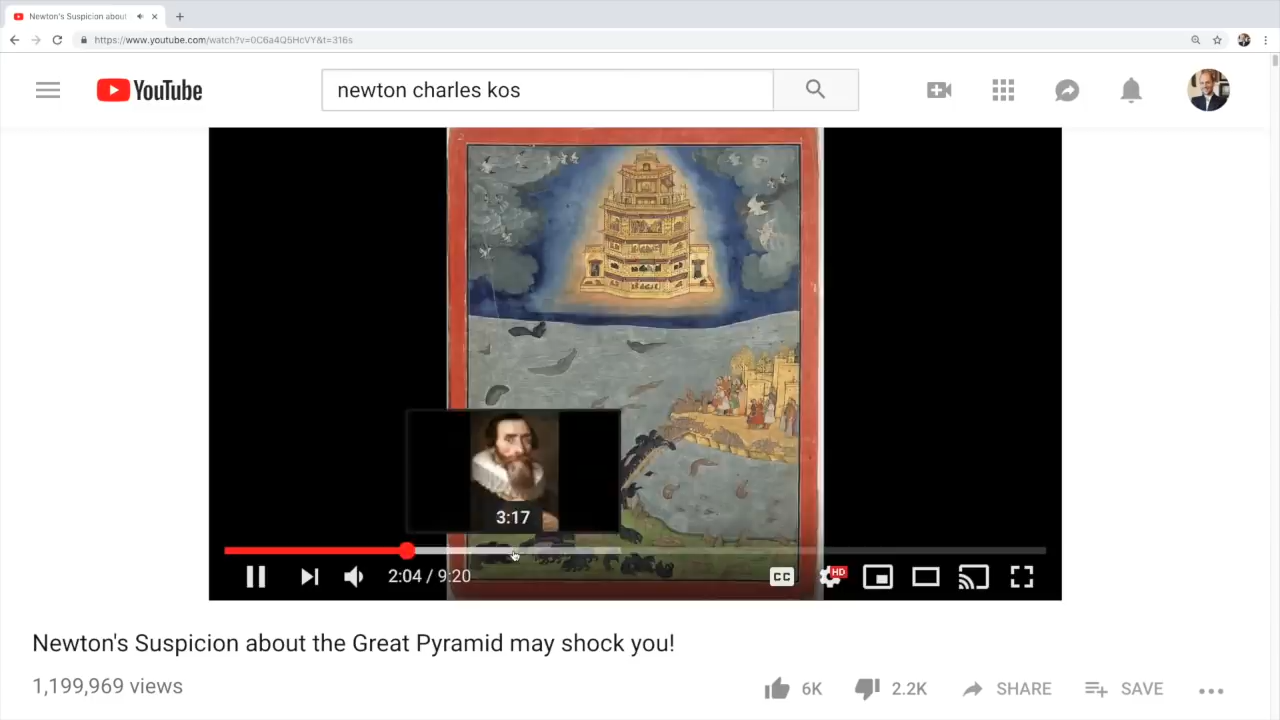 Newton's Suspicion about
https://www.youtube.com/watch?v=0C6a4Q5HcVY&t=316s
YouTube
newton charles kos
3:17
2:04 / 9:20
CC
HD
Newton's Suspicion about the Great Pyramid may shock you!
1,199,969 views
6K
2.2K
SHARE
SAVE